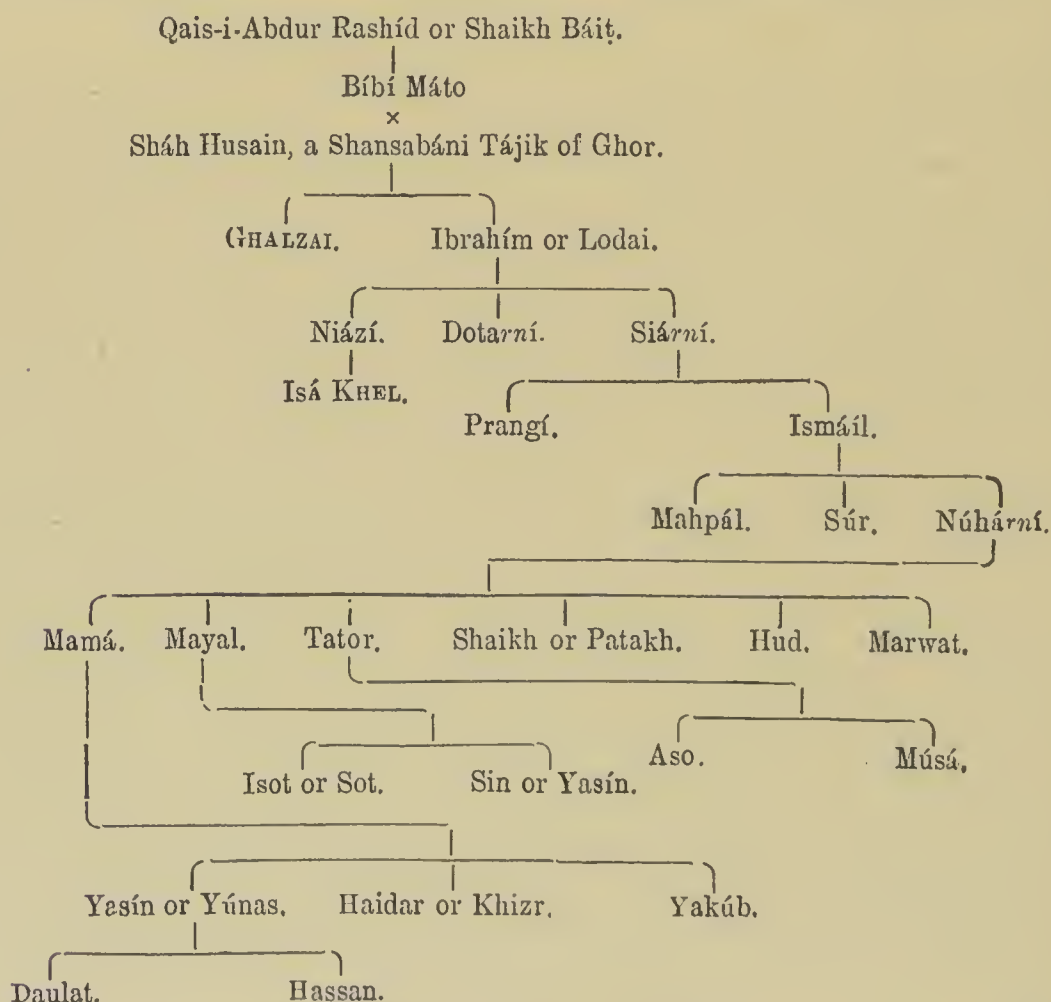 Qais-i-Abdur Rashíd or Shaikh Báiṭ.
Bíbí Máto
×
Sháh Husain, a Shansabáni Tájik of Ghor.
GHALZAI. Ibrahím or Lodai.
Niází. Dotarní. Siární.
ISÁ KHEL.
Prangí. Ismáíl.
Mahpál. Súr. Núhární.
Mamá. Mayal. Tator. Shaikh or Patakh. Hud. Marwat.
Aso. Músá.
Isot or Sot. Sin or Yasín.
Yasín or Yúnas. Haidar or Khizr. Yakúb.
Daulat. Hassan.